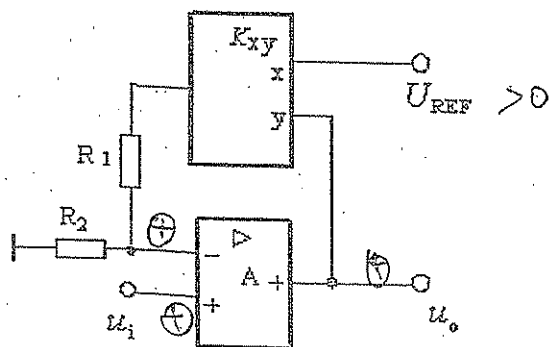 Kxy
x
U_REF >0
y
R1
R2
▷
−
A +
+
u_i
u_o
⊕
⊕
⊕